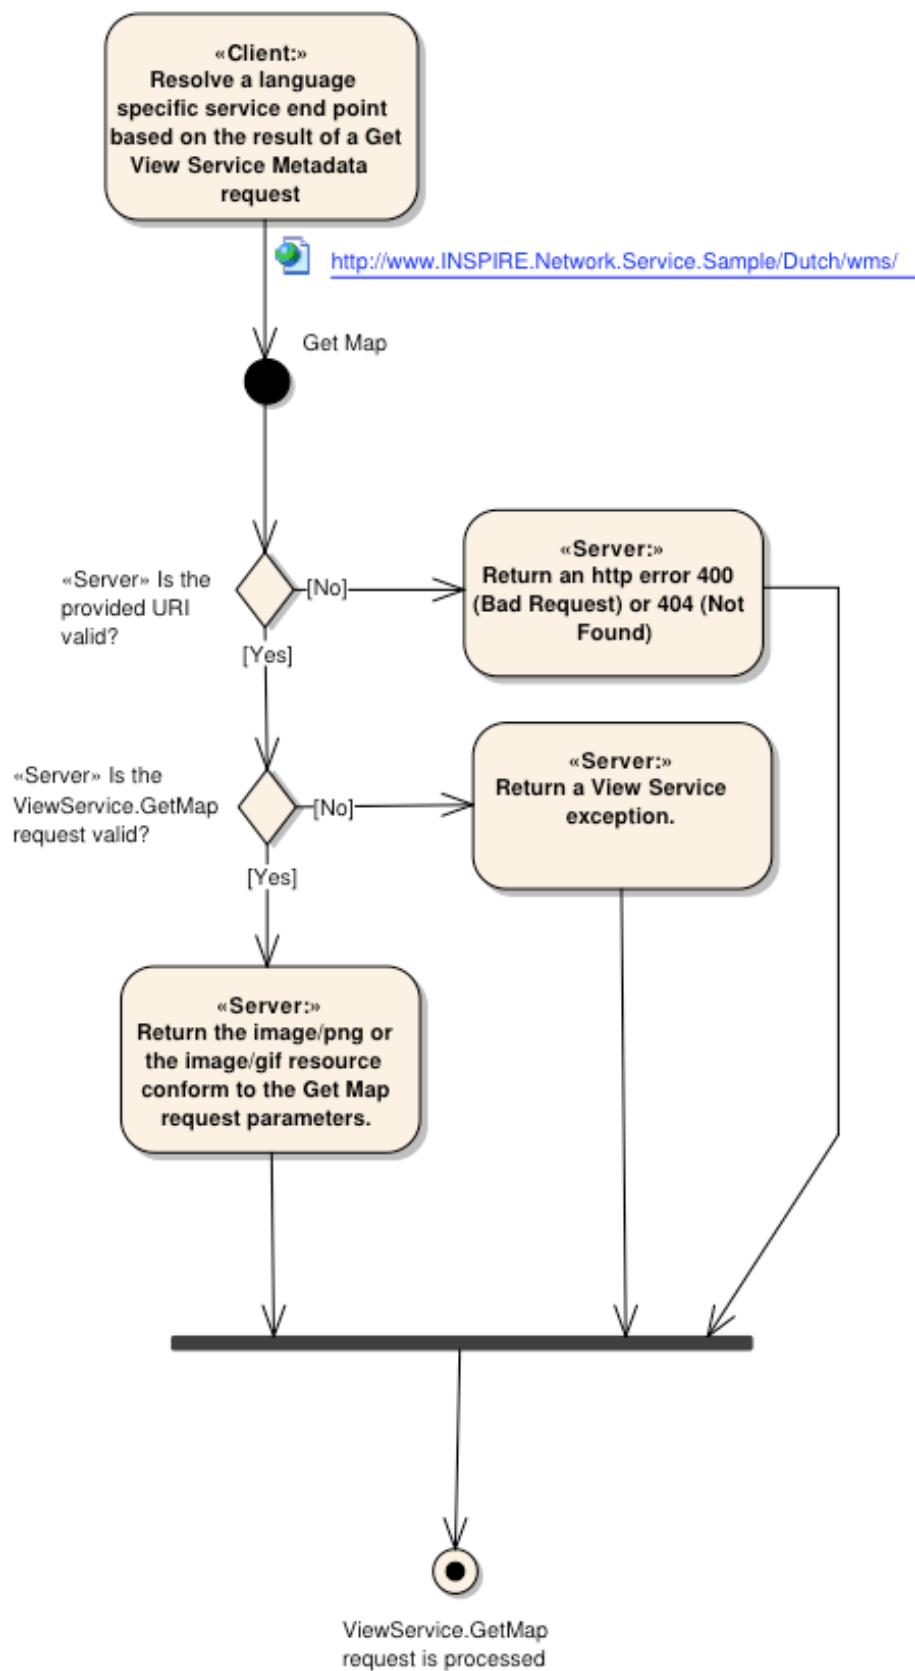 «Client:»
Resolve a language
specific service end point
based on the result of a Get
View Service Metadata
request
http://www.INSPIRE.Network.Service.Sample/Dutch/wms/
Get Map
«Server» Is the
provided URI
valid?
[No]
[Yes]
«Server:»
Return an http error 400
(Bad Request) or 404 (Not
Found)
«Server» Is the
ViewService.GetMap
request valid?
[No]
[Yes]
«Server:»
Return a View Service
exception.
«Server:»
Return the image/png or
the image/gif resource
conform to the Get Map
request parameters.
ViewService.GetMap
request is processed